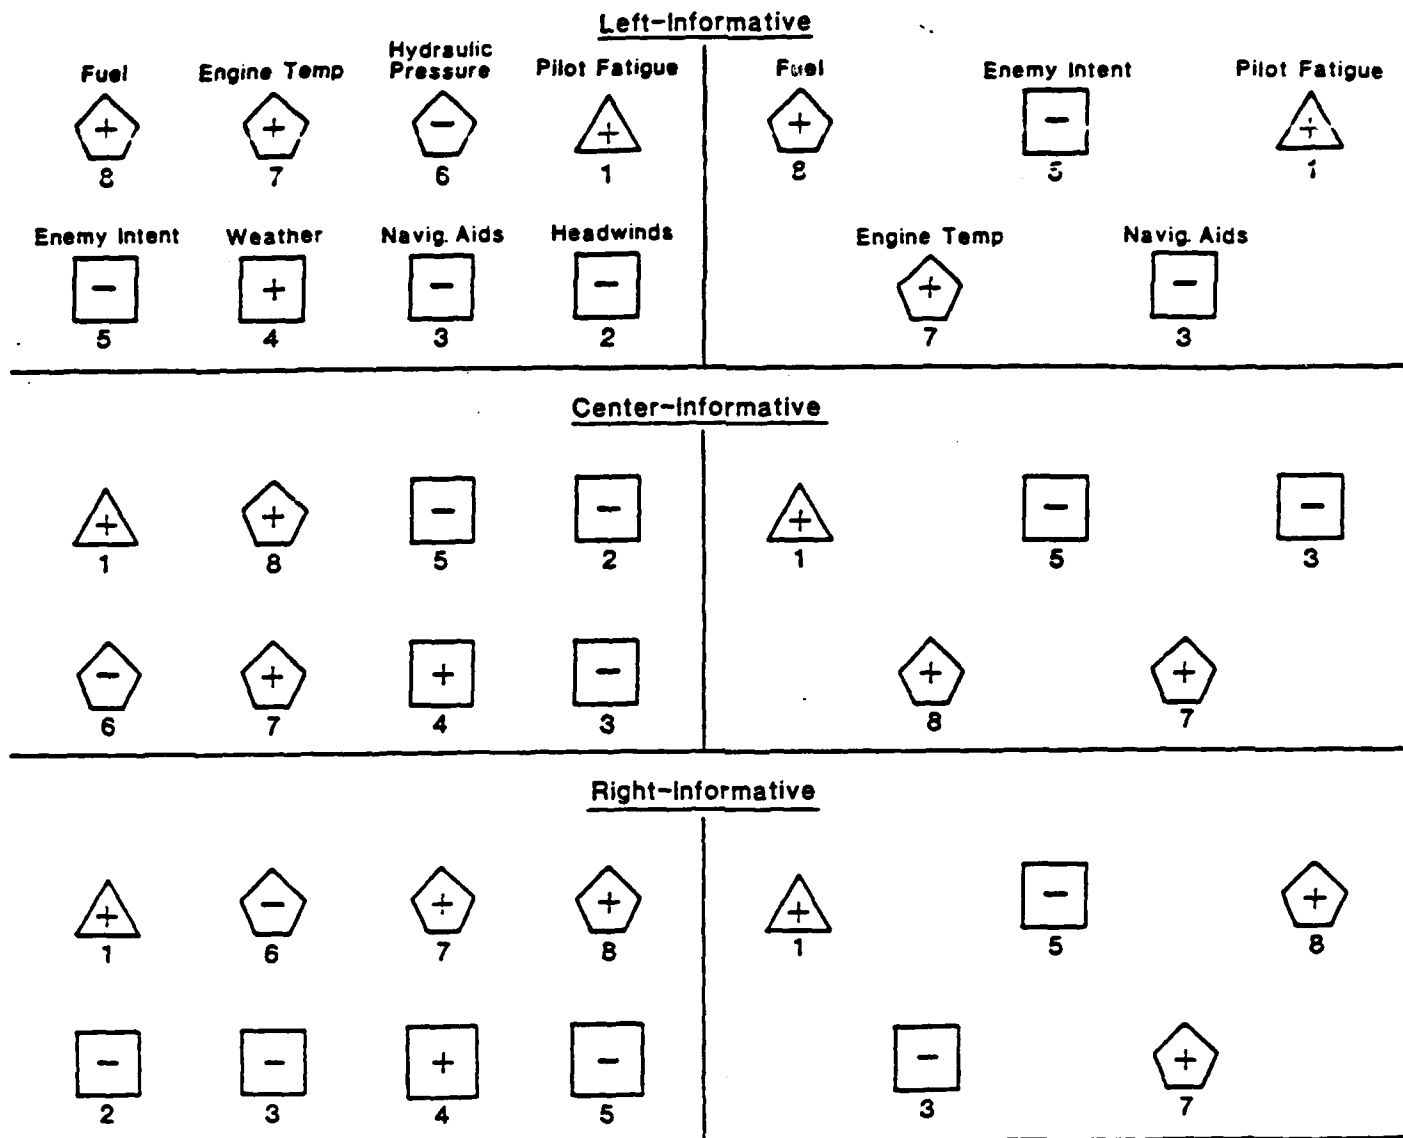 Left-Informative
Fuel Engine Temp Hydraulic Pressure Pilot Fatigue Fuel Enemy Intent Pilot Fatigue
+ + - + + - +
8 7 6 1 8 5 1
Enemy Intent Weather Navig. Aids Headwinds Engine Temp Navig. Aids
- + - - + -
5 4 3 2 7 3
Center-Informative
+ + - - + - -
1 8 5 2 1 5 3
- + + - + +
6 7 4 3 8 7
Right-Informative
+ - + + + - +
1 6 7 8 1 5 8
- - + - - +
2 3 4 5 3 7